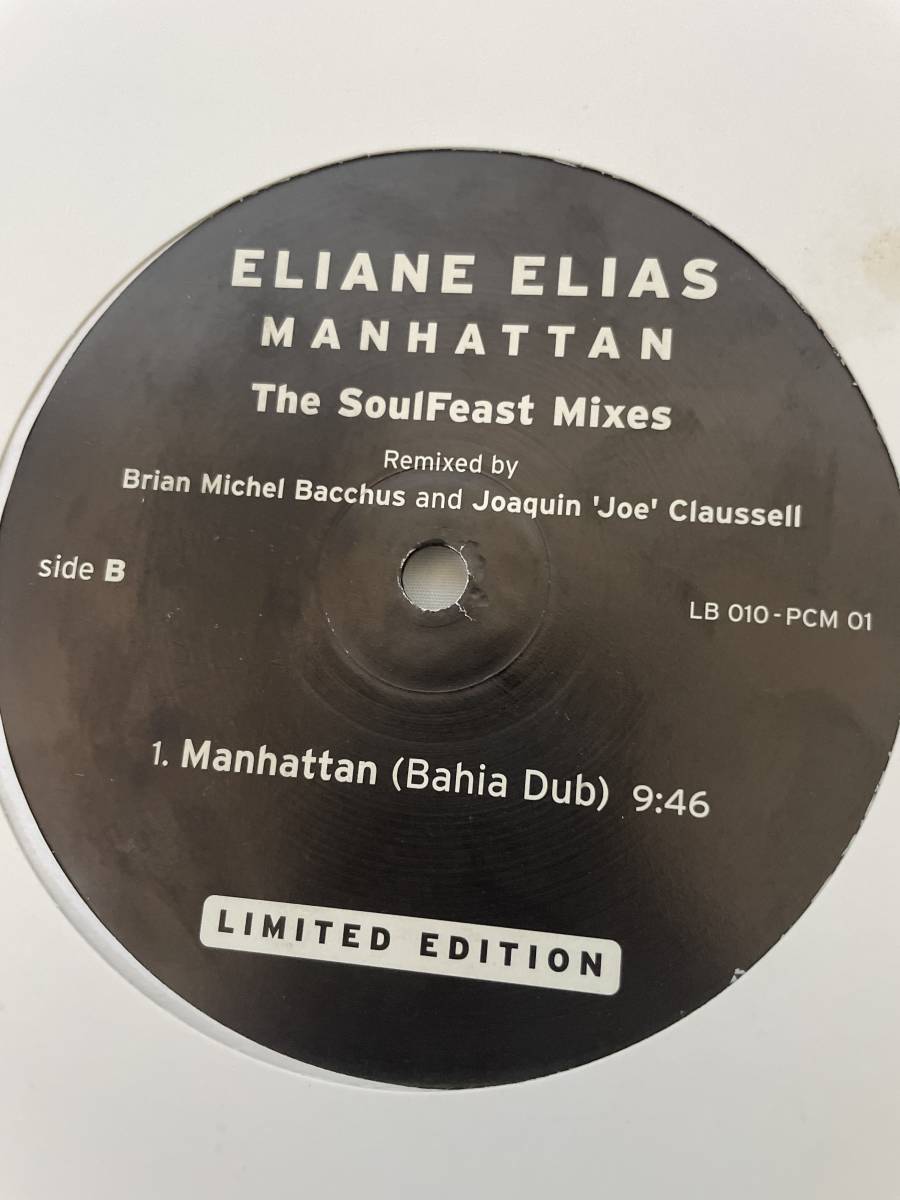 ELIANE ELIAS
MANHATTAN
The SoulFeast Mixes
Remixed by
Brian Michel Bacchus and Joaquin 'Joe' Claussell
side B
LB 010-PCM 01
1. Manhattan (Bahia Dub) 9:46
LIMITED EDITION